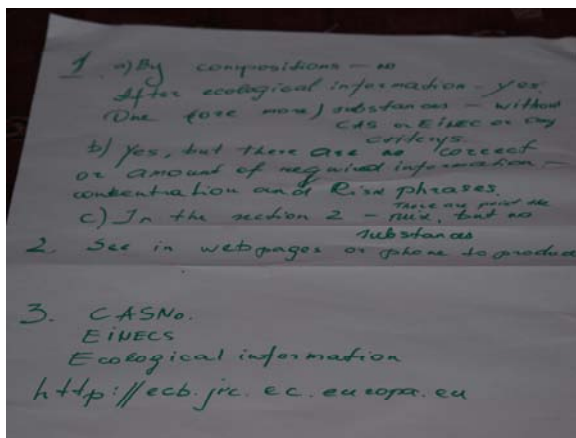 1 a) By compositions - no
After ecological information - yes.
One (ore more) substances - without
CAS or EINEC or any
b) Yes, but there are no correct
or amount of required information -
concentration and Risk phrases.
There are point the
c) In the section 2 - mix, but no
substances
2. See in webpages or phone to produce
3. CASNo.
EINECS
Ecological information
http://ecb.jrc.ec.europa.eu